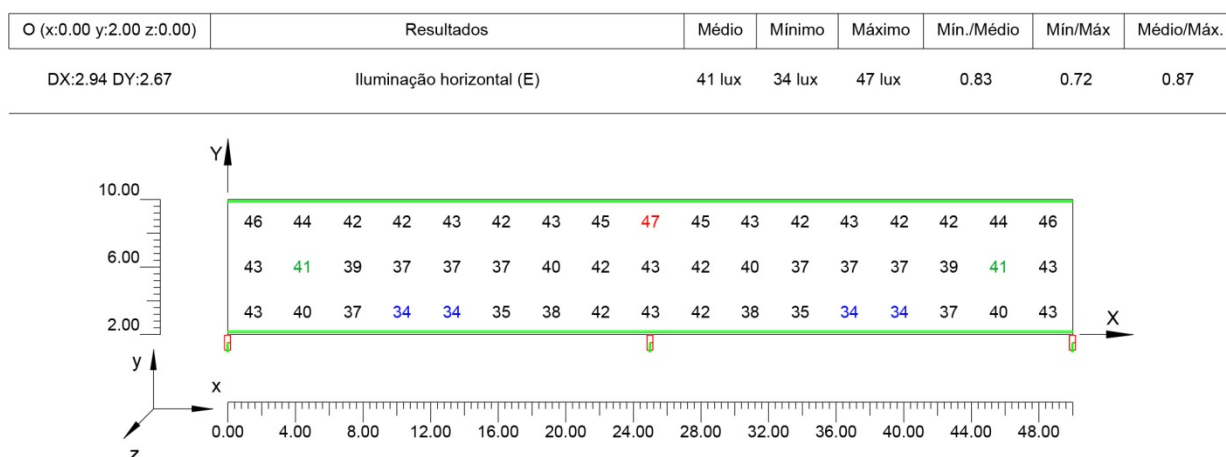 O (x:0.00 y:2.00 z:0.00) Resultados Médio Mínimo Máximo Mín./Médio Mín/Máx Médio/Máx.
DX:2.94 DY:2.67 Iluminação horizontal (E) 41 lux 34 lux 47 lux 0.83 0.72 0.87
Y
10.00
46 44 42 42 43 42 43 45 47 45 43 42 43 42 42 44 46
6.00
43 41 39 37 37 37 40 42 43 42 40 37 37 37 39 41 43
43 40 37 34 34 35 38 42 43 42 38 35 34 34 37 40 43
2.00
X
y
x
z
0.00 4.00 8.00 12.00 16.00 20.00 24.00 28.00 32.00 36.00 40.00 44.00 48.00